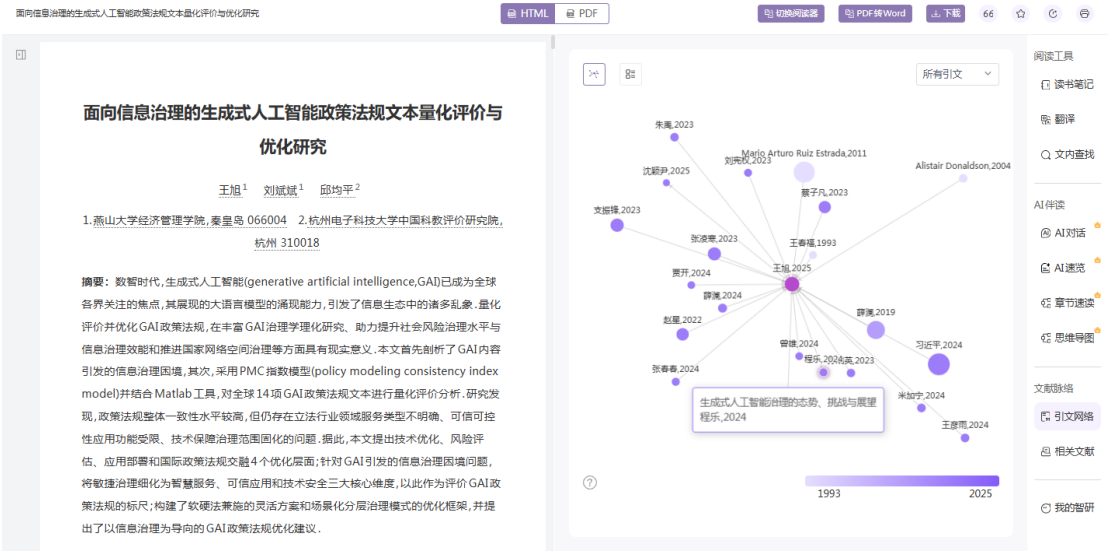 面向信息治理的生成式人工智能政策法规文本量化评价与优化研究
HTML
PDF
切换阅读器
PDF转Word
下载
面向信息治理的生成式人工智能政策法规文本量化评价与
优化研究
王旭1 刘斌斌1 邱均平2
1.燕山大学经济管理学院,秦皇岛 066004 2.杭州电子科技大学中国科教评价研究院,
杭州 310018
摘要：数智时代,生成式人工智能(generative artificial intelligence,GAI)已成为全球
各界关注的焦点,其展现的大语言模型的涌现能力,引发了信息生态中的诸多乱象.量化
评价并优化GAI政策法规,在丰富GAI治理学理化研究、助力提升社会风险治理水平与
信息治理效能和推进国家网络空间治理等方面具有现实意义.本文首先剖析了GAI内容
引发的信息治理困境,其次,采用PMC指数模型(policy modeling consistency index
model)并结合Matlab工具,对全球14项GAI政策法规文本进行量化评价分析.研究发
现,政策法规整体一致性水平较高,但仍存在立法行业领域服务类型不明确、可信可控
性应用功能受限、技术保障治理范围固化的问题.据此,本文提出技术优化、风险评
估、应用部署和国际政策法规交融4个优化层面;针对GAI引发的信息治理困境问题,
将敏捷治理细化为智慧服务、可信应用和技术安全三大核心维度,以此作为评价GAI政
策法规的标尺;构建了软硬法兼施的灵活方案和场景化分层治理模式的优化框架,并提
出了以信息治理为导向的GAI政策法规优化建议.
所有引文
朱禹,2023
Mario Arturo Ruiz Estrada,2011
刘宪权,2023
Alistair Donaldson,2004
沈颖尹,2025
蔡子凡,2023
支振锋,2023
张凌寒,2023
王春福,1993
王旭,2025
贾开,2024
薛澜,2024
薛澜,2019
赵星,2022
曾雄,2024
习近平,2024
程乐,2024
英,2023
张春春,2024
生成式人工智能治理的态势、挑战与展望
程乐,2024
米加宁,2024
王彦雨,2024
1993
2025
阅读工具
读书笔记
翻译
文内查找
AI伴读
AI对话
AI速览
章节速读
思维导图
文献脉络
引文网络
相关文献
我的智研